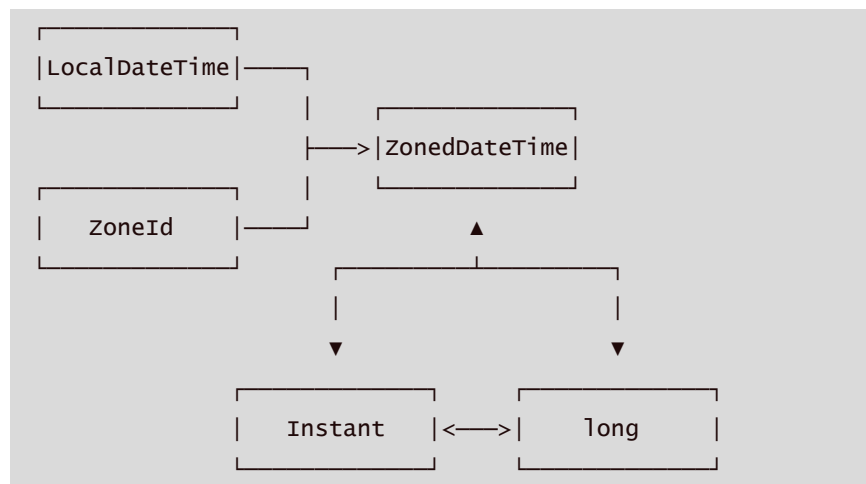 LocalDateTime
ZonedDateTime
ZoneId
Instant <───>  long